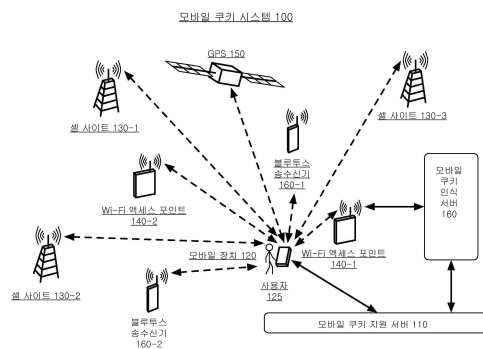 모바일 쿠키 시스템 100
GPS 150
셀 사이트 130-1
셀 사이트 130-3
블루투스
송수신기
160-1
모바일
쿠키
인식
서버
160
Wi-Fi 액세스 포인트
140-2
모바일 장치 120
Wi-Fi 액세스 포인트
140-1
셀 사이트 130-2
사용자
125
블루투스
송수신기
160-2
모바일 쿠키 지원 서버 110